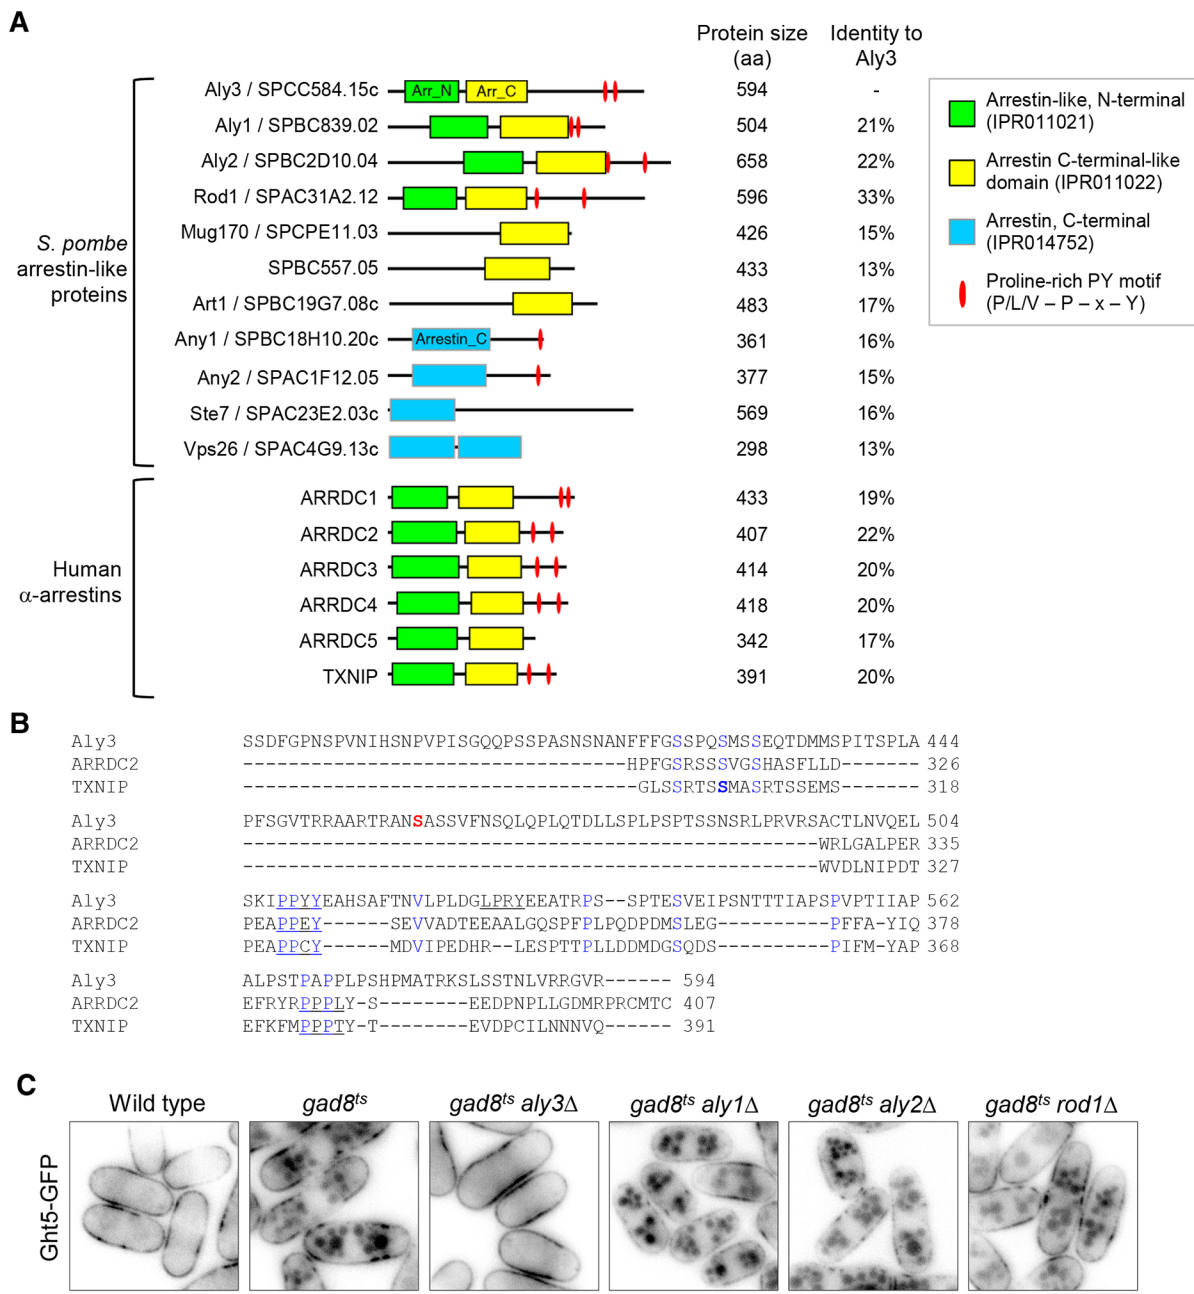 A
Protein size (aa)
Identity to Aly3
S. pombe arrestin-like proteins
Aly3 / SPCC584.15c Arr_N Arr_C 594 -
Aly1 / SPBC839.02 504 21%
Aly2 / SPBC2D10.04 658 22%
Rod1 / SPAC31A2.12 596 33%
Mug170 / SPCPE11.03 426 15%
SPBC557.05 433 13%
Art1 / SPBC19G7.08c 483 17%
Any1 / SPBC18H10.20c Arrestin_C 361 16%
Any2 / SPAC1F12.05 377 15%
Ste7 / SPAC23E2.03c 569 16%
Vps26 / SPAC4G9.13c 298 13%
Human α-arrestins
ARRDC1 433 19%
ARRDC2 407 22%
ARRDC3 414 20%
ARRDC4 418 20%
ARRDC5 342 17%
TXNIP 391 20%
Arrestin-like, N-terminal (IPR011021)
Arrestin C-terminal-like domain (IPR011022)
Arrestin, C-terminal (IPR014752)
Proline-rich PY motif (P/L/V – P – x – Y)
B
Aly3 SSDFGPNSPVNIHSNPVPISGQQPSSPASNSNANFFFGSSPQSMSSEQTDMMSPITSPLA 444
ARRDC2 ----------------------------------HPFGSRSSSVGSHASFLLD------- 326
TXNIP -----------------------------------GLSSRTSSMASRTSSEMS------- 318
Aly3 PFSGVTRRAARTRANSASSVFNSQLQPLQTDLLSPLPSPTSSNSRLPRVRSACTLNVQEL 504
ARRDC2 ---------------------------------------------------WRLGALPER 335
TXNIP ---------------------------------------------------WVDLNIPDT 327
Aly3 SKIPPYYEAHSAFTNVLPLDGLPRYEEATRPS--SPTESVEIPSNTTTIAPSPVPTIIAP 562
ARRDC2 PEAPPEY------SEVVADTEEAALGQSPFPLPQDPDMSLEG----------PFFA-YIQ 378
TXNIP PEAPPCY------MDVIPEDHR--LESPTTPLLDDMDGSQDS----------PIFM-YAP 368
Aly3 ALPSTPAPPLPSHPMATRKSLSSTNLVRRGVR------ 594
ARRDC2 EFRYRPPPLY-S--------EEDPNPLLGDMRPRCMTC 407
TXNIP EFKFMPPPTY-T--------EVDPCILNNNVQ------ 391
C
Wild type
gad8ts
gad8ts aly3Δ
gad8ts aly1Δ
gad8ts aly2Δ
gad8ts rod1Δ
Ght5-GFP